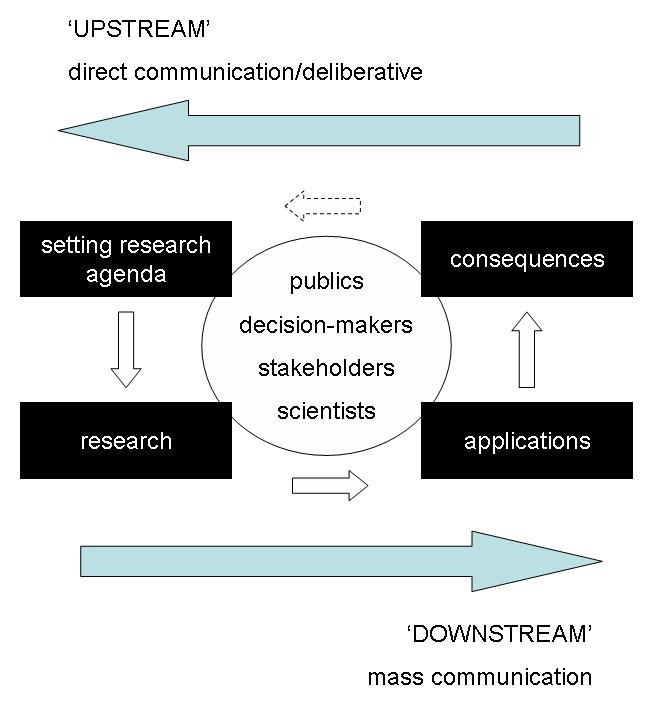 ‘UPSTREAM’
direct communication/deliberative
setting research
agenda
consequences
publics
decision-makers
stakeholders
scientists
research
applications
‘DOWNSTREAM’
mass communication